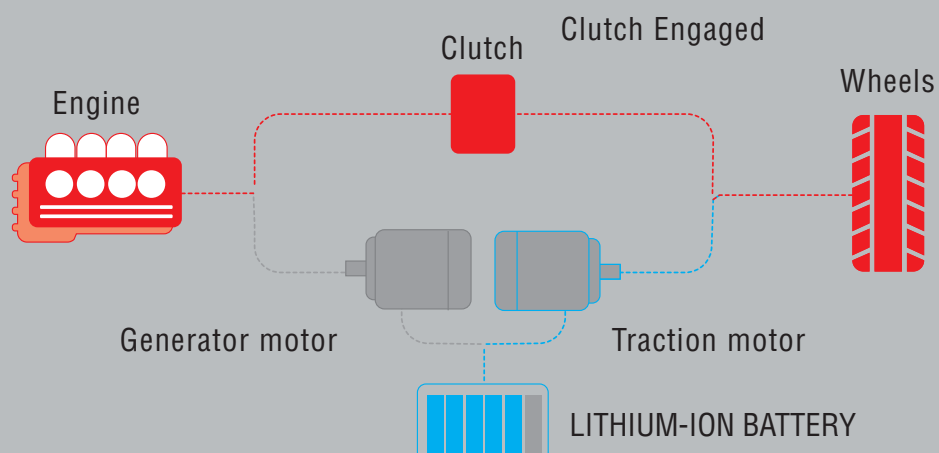 Clutch Engaged
Clutch
Engine
Wheels
Generator motor
Traction motor
LITHIUM-ION BATTERY